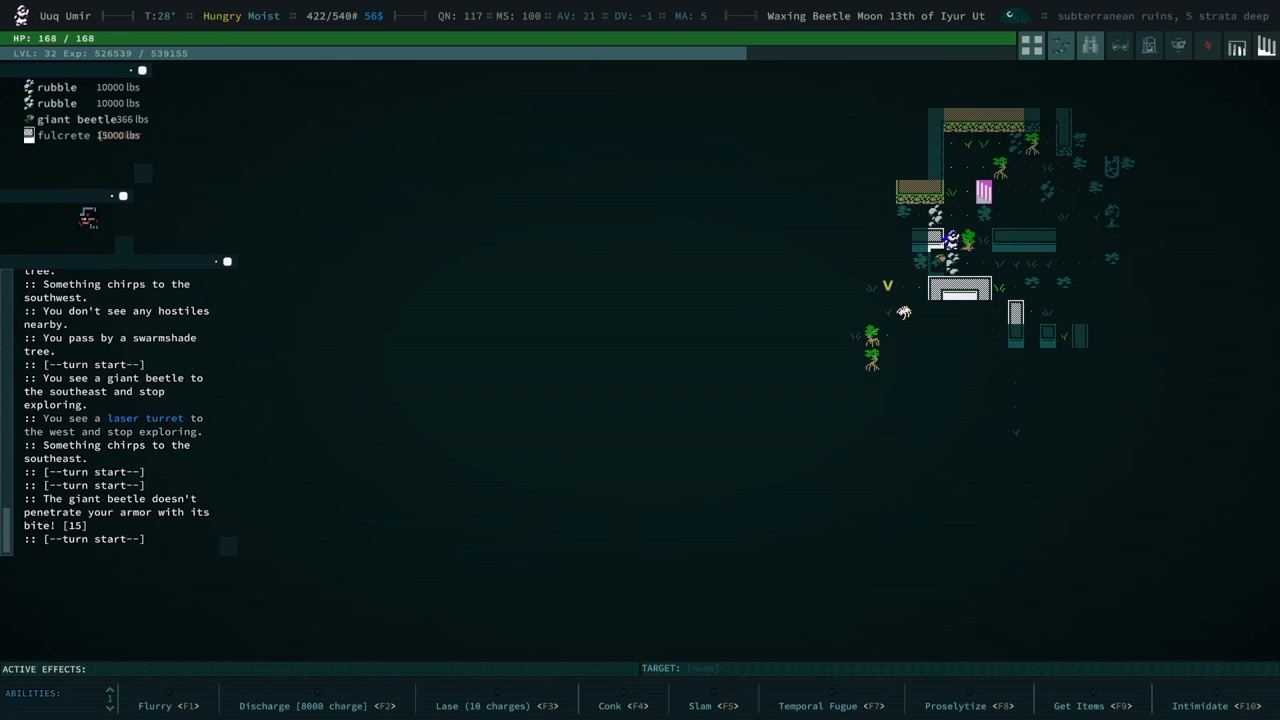 Uuq Umir T:28° Hungry Moist 422/540# 56$ QN: 117 MS: 100 AV: 21 DV: -1 MA: 5 Waxing Beetle Moon 13th of Iyur Ut subterranean ruins, 5 strata deep
HP: 168 / 168
LVL: 32 Exp: 526539 / 539155
rubble 10000 lbs
rubble 10000 lbs
giant beetle 366 lbs
fulcrete 15000 lbs
tree.
:: Something chirps to the
southwest.
:: You don't see any hostiles
nearby.
:: You pass by a swarmshade
tree.
:: [--turn start--]
:: You see a giant beetle to
the southeast and stop
exploring.
:: You see a laser turret to
the west and stop exploring.
:: Something chirps to the
southeast.
:: [--turn start--]
:: [--turn start--]
:: The giant beetle doesn't
penetrate your armor with its
bite! [15]
:: [--turn start--]
V
ACTIVE EFFECTS: TARGET: [none]
ABILITIES: 1 Flurry <F1> Discharge [8000 charge] <F2> Lase (10 charges) <F3> Conk <F4> Slam <F5> Temporal Fugue <F7> Proselytize <F8> Get Items <F9> Intimidate <F10>